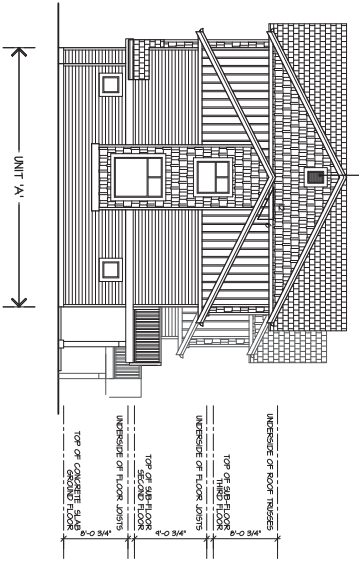 UNIT 'A'
UNDERSIDE OF ROOF TRUSSES
8'-0 3/4"
TOP OF SUB-FLOOR
THIRD FLOOR
UNDERSIDE OF FLOOR JOISTS
9'-0 3/4"
TOP OF SUB-FLOOR
SECOND FLOOR
UNDERSIDE OF FLOOR JOISTS
8'-0 3/4"
TOP OF CONCRETE SLAB
GROUND FLOOR